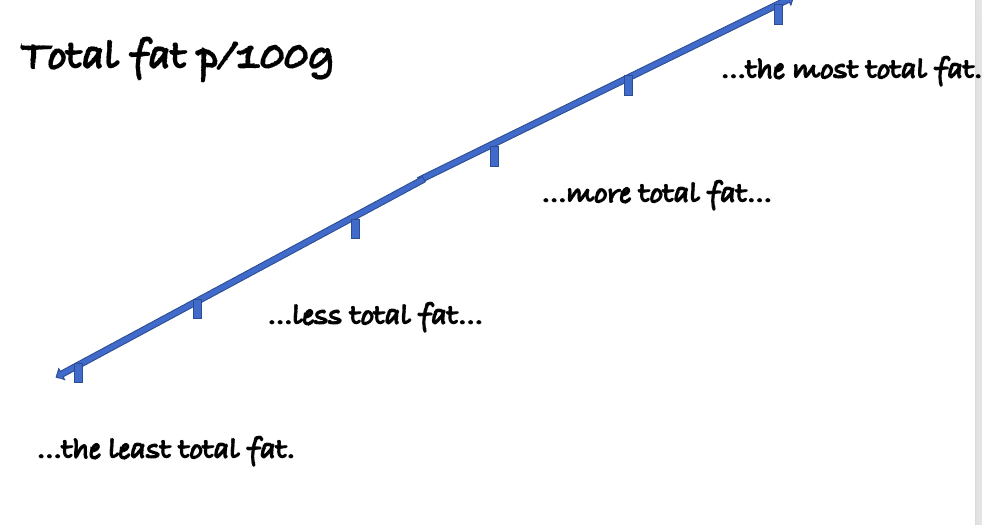 Total fat p/100g
...the most total fat.
...more total fat...
...less total fat...
...the least total fat.